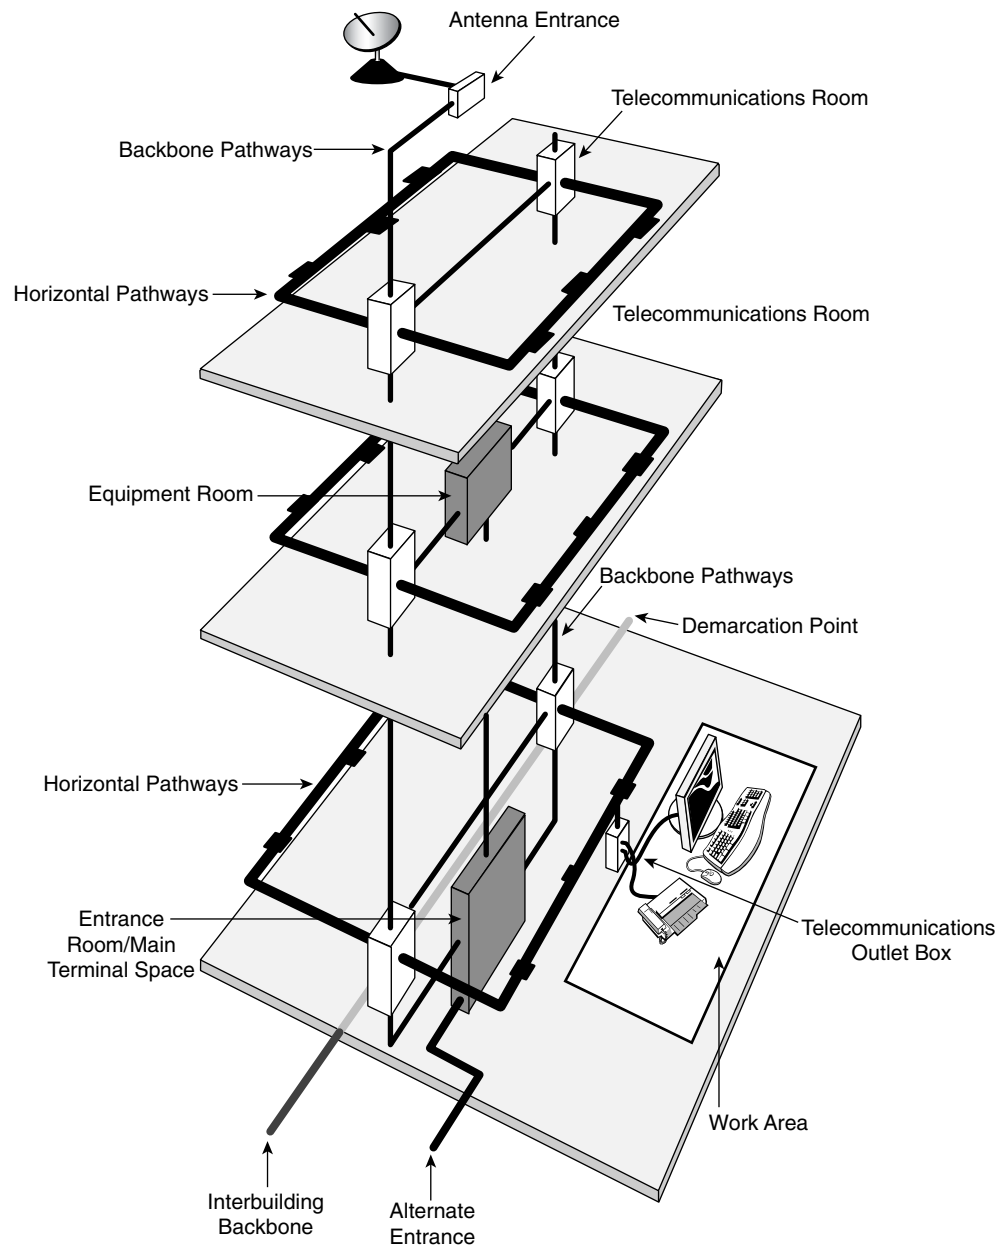 Antenna Entrance
Telecommunications Room
Backbone Pathways
Horizontal Pathways
Telecommunications Room
Equipment Room
Backbone Pathways
Demarcation Point
Horizontal Pathways
Entrance
Room/Main
Terminal Space
Telecommunications
Outlet Box
Work Area
Interbuilding
Backbone
Alternate
Entrance